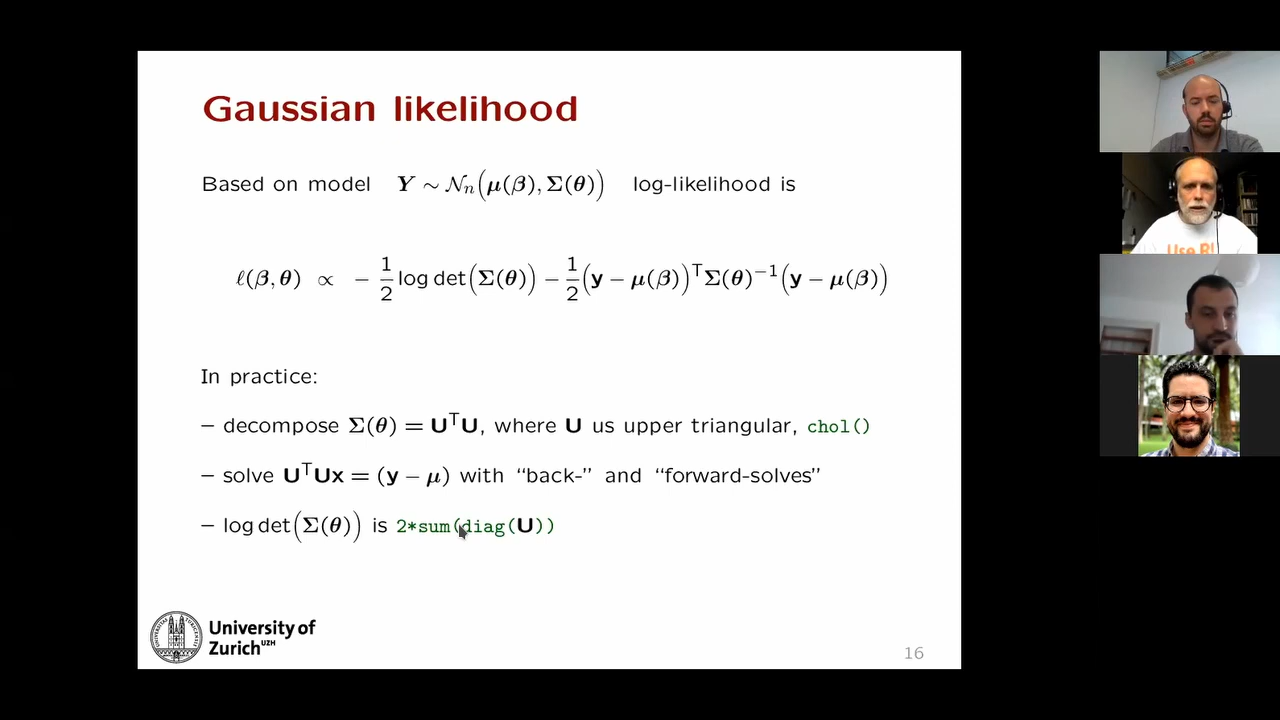 Gaussian likelihood
Based on model Y ∼ 𝒩ₙ(μ(β), Σ(θ)) log-likelihood is
ℓ(β, θ) ∝ − 1/2 log det(Σ(θ)) − 1/2 (y − μ(β))ᵀ Σ(θ)⁻¹ (y − μ(β))
In practice:
– decompose Σ(θ) = UᵀU, where U us upper triangular, chol()
– solve UᵀUx = (y − μ) with “back-” and “forward-solves”
– log det(Σ(θ)) is 2*sum(diag(U))
University of
Zurich UZH
16
Use R!